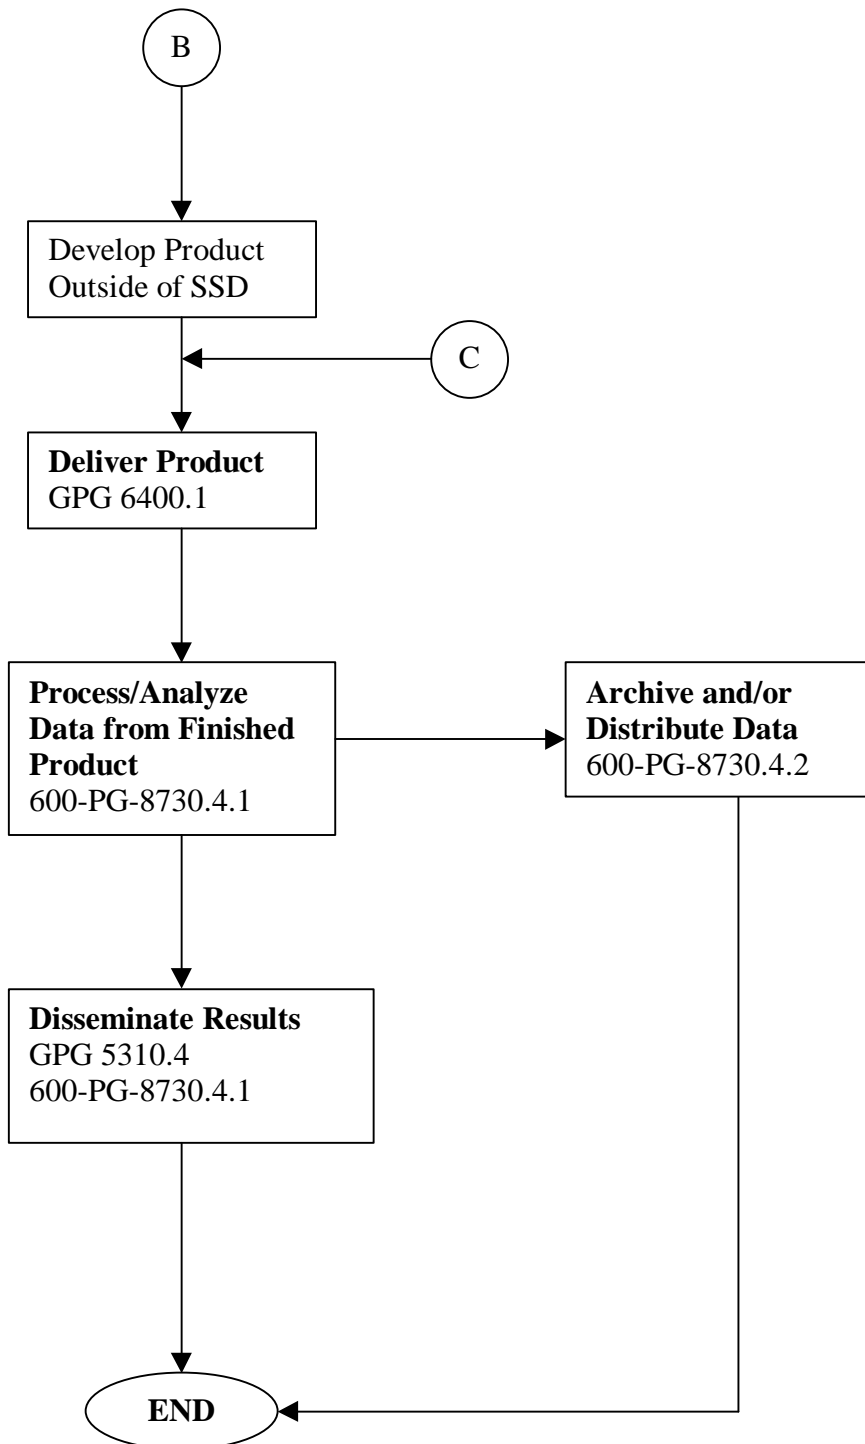 B
Develop Product
Outside of SSD
C
Deliver Product
GPG 6400.1
Process/Analyze
Data from Finished
Product
600-PG-8730.4.1
Archive and/or
Distribute Data
600-PG-8730.4.2
Disseminate Results
GPG 5310.4
600-PG-8730.4.1
END